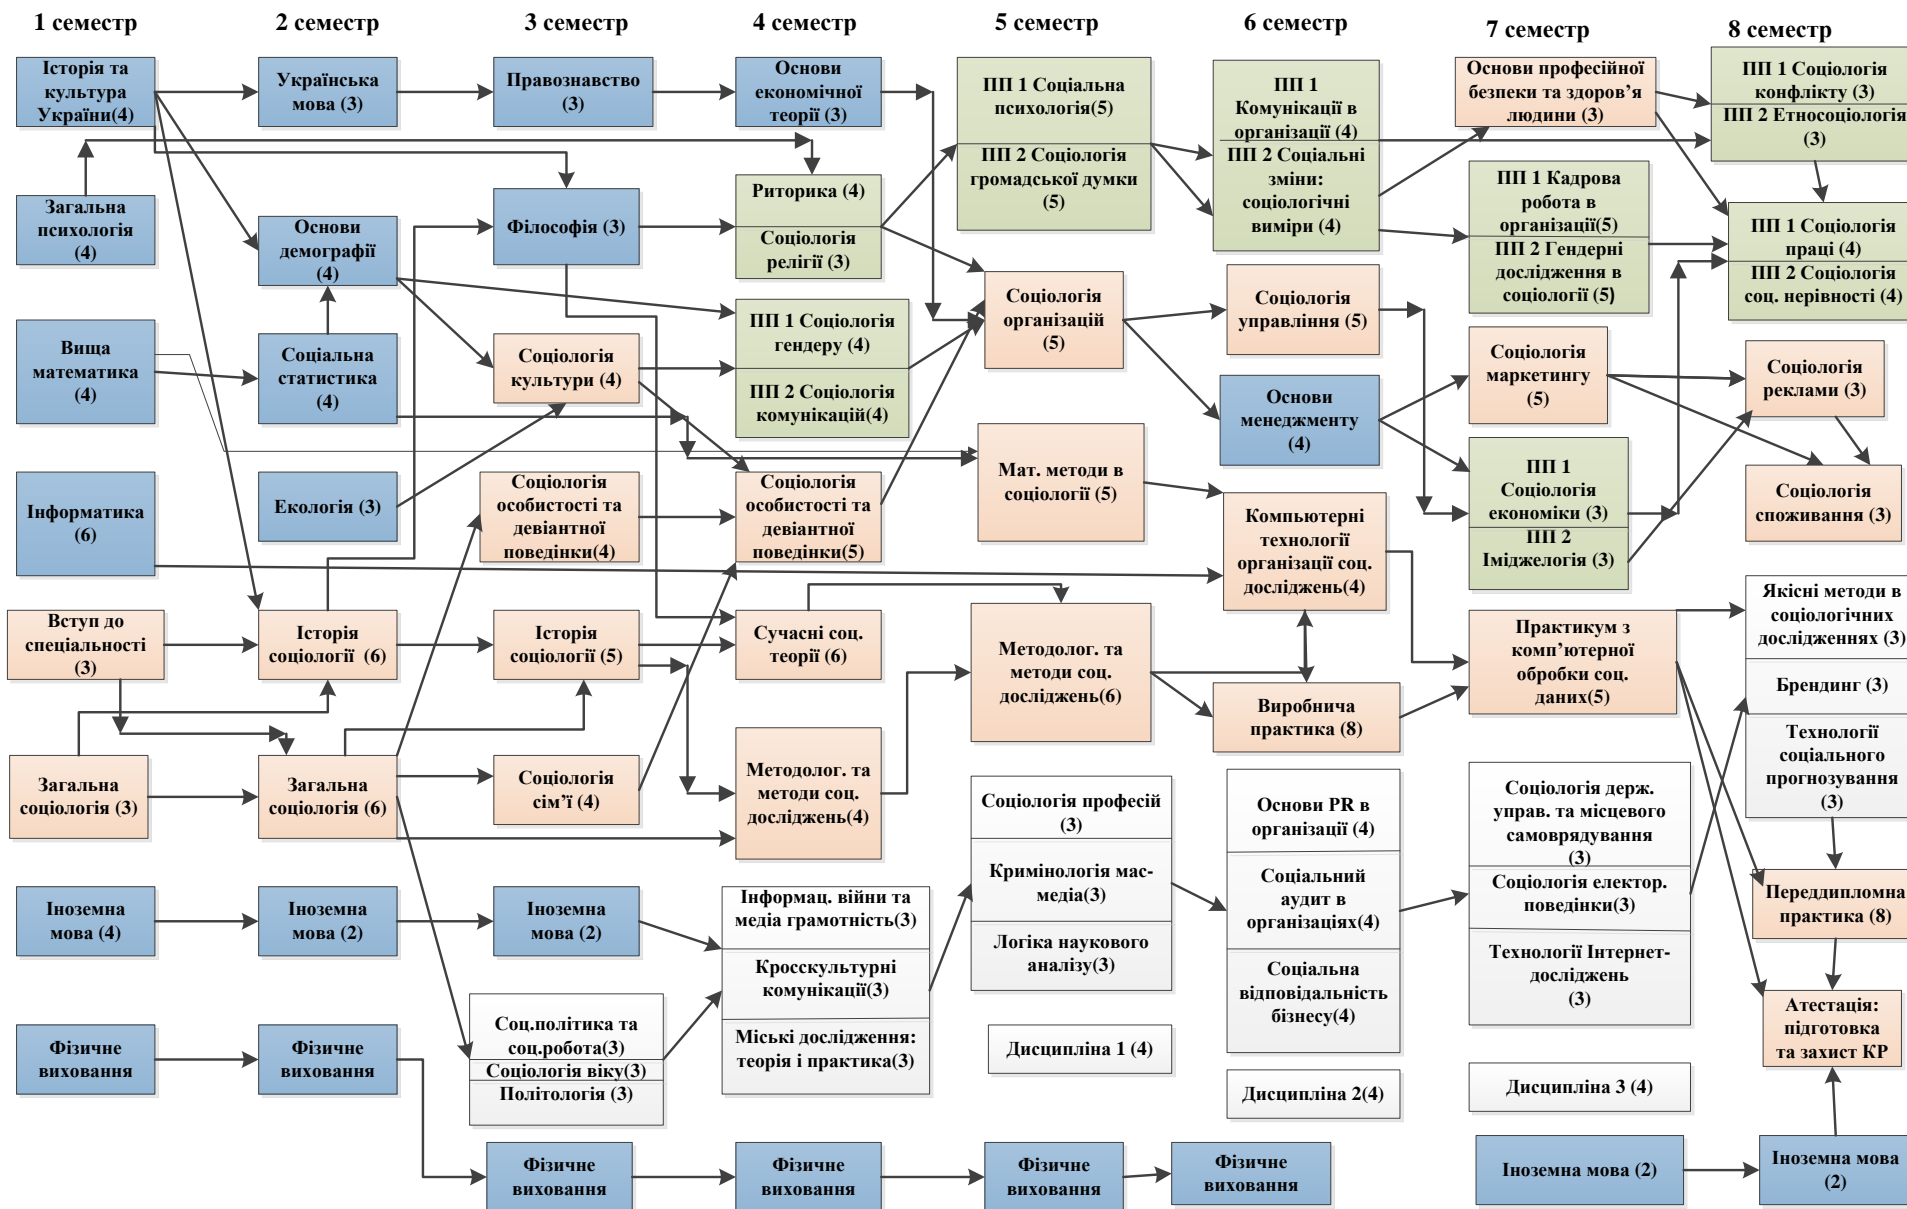 1 семестр
2 семестр
3 семестр
4 семестр
5 семестр
6 семестр
7 семестр
8 семестр
Історія та
культура
України(4)
Загальна
психологія
(4)
Вища
математика
(4)
Інформатика
(6)
Вступ до
спеціальності
(3)
Загальна
соціологія (3)
Іноземна
мова (4)
Фізичне
виховання
Українська
мова (3)
Основи
демографії
(4)
Соціальна
статистика
(4)
Екологія (3)
Історія
соціології (6)
Загальна
соціологія (6)
Іноземна
мова (2)
Фізичне
виховання
Правознавство
(3)
Філософія (3)
Соціологія
культури (4)
Соціологія
особистості та
девіантної
поведінки(4)
Історія
соціології (5)
Соціологія
сім’ї (4)
Іноземна
мова (2)
Соц.політика та
соц.робота(3)
Соціологія віку(3)
Політологія (3)
Фізичне
виховання
Основи
економічної
теорії (3)
Риторика (4)
Соціологія
релігії (3)
ПП 1 Соціологія
гендеру (4)
ПП 2 Соціологія
комунікацій(4)
Соціологія
особистості та
девіантної
поведінки(5)
Сучасні соц.
теорії (6)
Методолог. та
методи соц.
досліджень(4)
Інформац. війни та
медіа грамотність(3)
Кросскультурні
комунікації(3)
Міські дослідження:
теорія і практика(3)
Фізичне
виховання
ПП 1 Соціальна
психологія(5)
ПП 2 Соціологія
громадської думки
(5)
Соціологія
організацій
(5)
Мат. методи в
соціології (5)
Методолог. та
методи соц.
досліджень(6)
Соціологія професій
(3)
Кримінологія мас-
медіа(3)
Логіка наукового
аналізу(3)
Дисципліна 1 (4)
Фізичне
виховання
ПП 1
Комунікації в
організації (4)
ПП 2 Соціальні
зміни:
соціологічні
виміри (4)
Соціологія
управління (5)
Основи
менеджменту
(4)
Компьютерні
технології
організації соц.
досліджень(4)
Виробнича
практика (8)
Основи PR в
організації (4)
Соціальний
аудит в
організаціях(4)
Соціальна
відповідальність
бізнесу(4)
Дисципліна 2(4)
Фізичне
виховання
Основи професійної
безпеки та здоров’я
людини (3)
ПП 1 Кадрова
робота в
організації(5)
ПП 2 Гендерні
дослідження в
соціології (5)
Соціологія
маркетингу
(5)
ПП 1
Соціологія
економіки (3)
ПП 2
Іміджелогія (3)
Практикум з
комп’ютерної
обробки соц.
даних(5)
Соціологія держ.
управ. та місцевого
самоврядування
(3)
Соціологія електор.
поведінки(3)
Технології Інтернет-
досліджень
(3)
Дисципліна 3 (4)
Іноземна мова (2)
ПП 1 Соціологія
конфлікту (3)
ПП 2 Етносоціологія
(3)
ПП 1 Соціологія
праці (4)
ПП 2 Соціологія
соц. нерівності (4)
Соціологія
реклами (3)
Соціологія
споживання (3)
Якісні методи в
соціологічних
дослідженнях (3)
Брендинг (3)
Технології
соціального
прогнозування
(3)
Переддипломна
практика (8)
Атестація:
підготовка
та захист КР
Іноземна мова
(2)